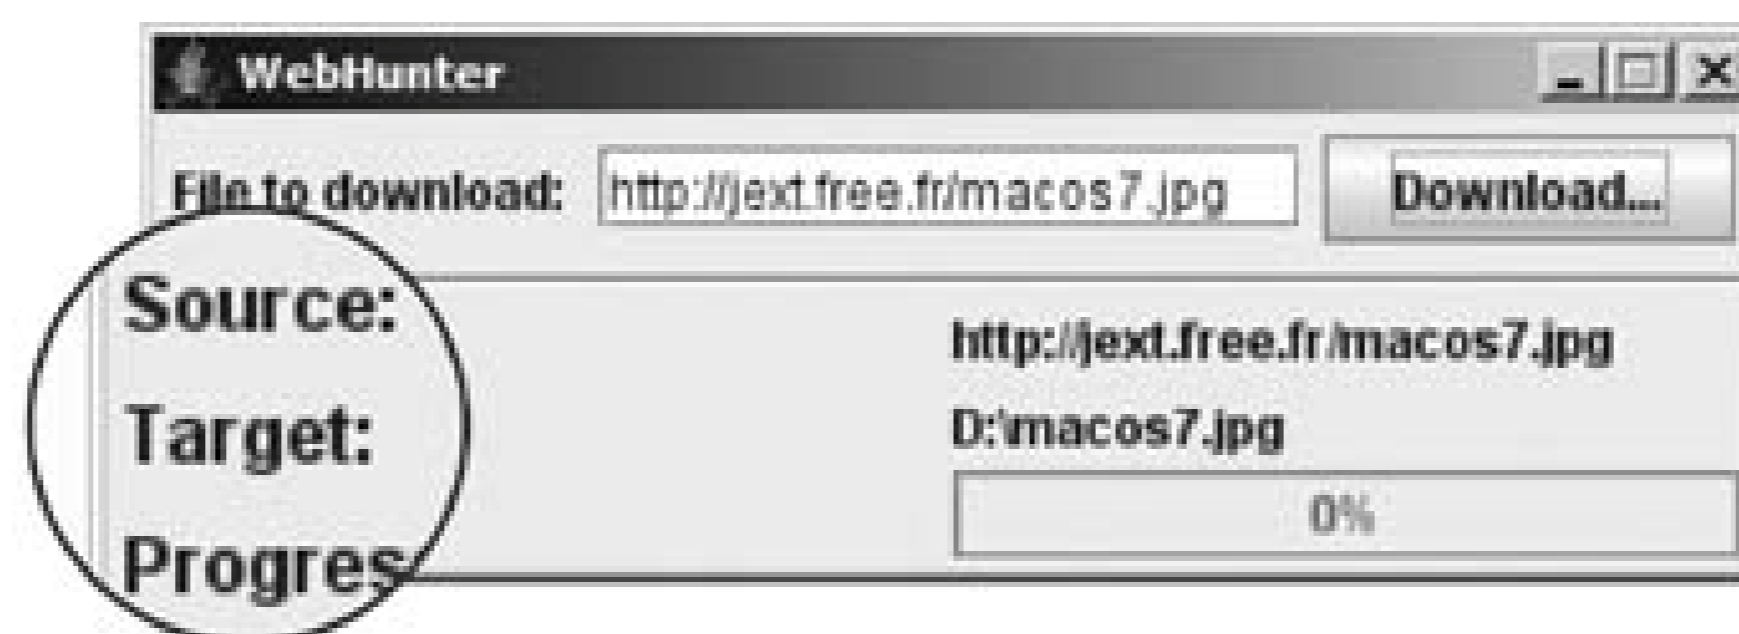 WebHunter
File to download: http://jext.free.fr/macos7.jpg Download...
Source: http://jext.free.fr/macos7.jpg
Target: D:\macos7.jpg
Progres 0%